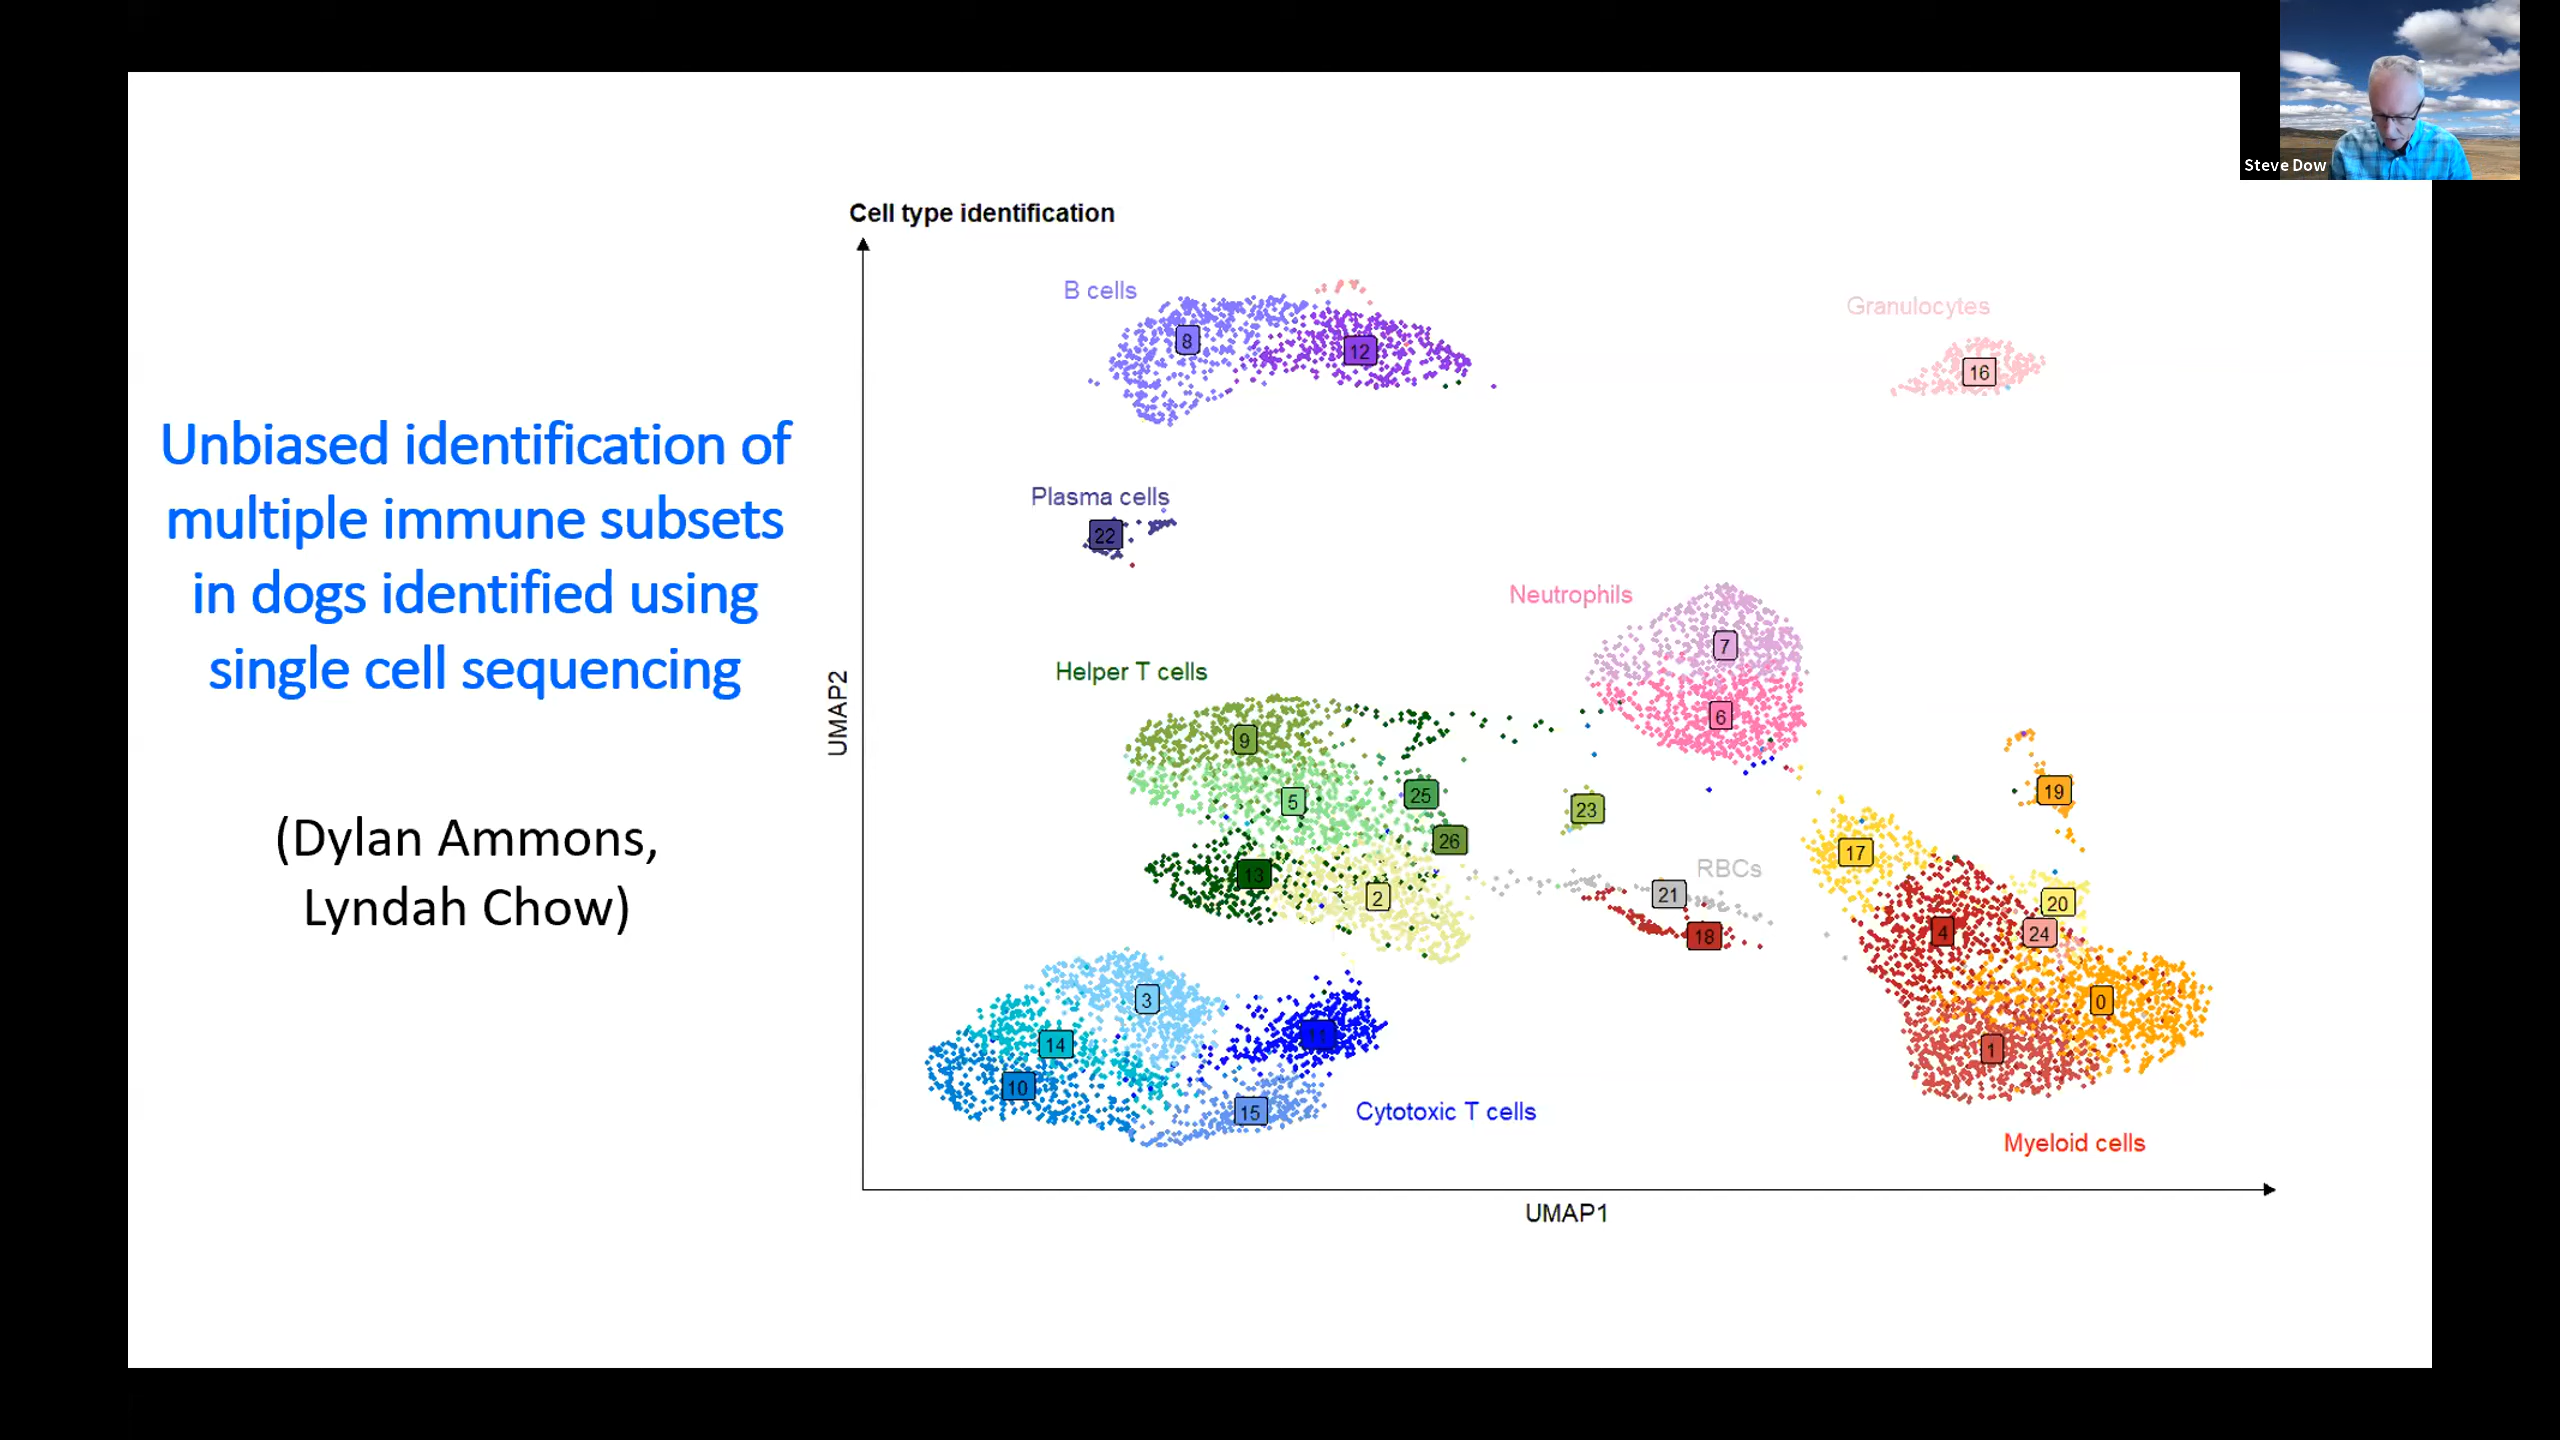 Steve Dow
Unbiased identification of
multiple immune subsets
in dogs identified using
single cell sequencing
(Dylan Ammons,
Lyndah Chow)
Cell type identification
B cells
8
12
Granulocytes
16
Plasma cells
22
Neutrophils
7
6
Helper T cells
9
5
25
26
13
2
23
RBCs
21
18
19
17
20
4
24
0
1
3
14
11
10
15
Cytotoxic T cells
Myeloid cells
UMAP2
UMAP1